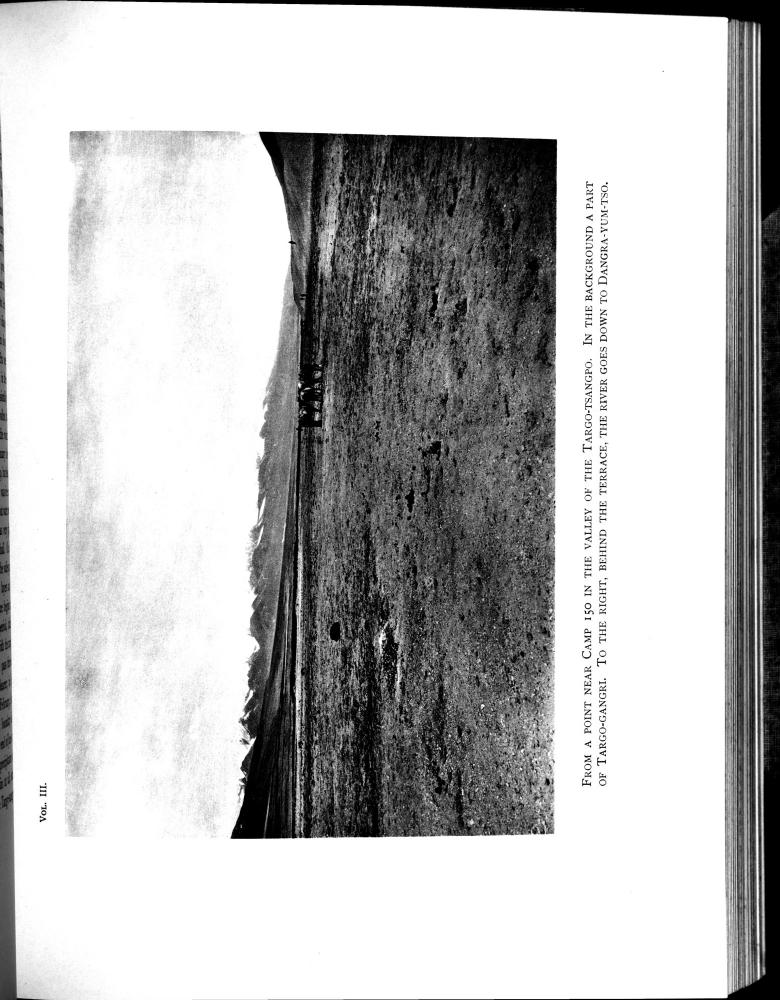 Vol. III.
From a point near Camp 150 in the valley of the Targo-tsangpo. In the background a part
of Targo-gangri. To the right, behind the terrace, the river goes down to Dangra-yum-tso.